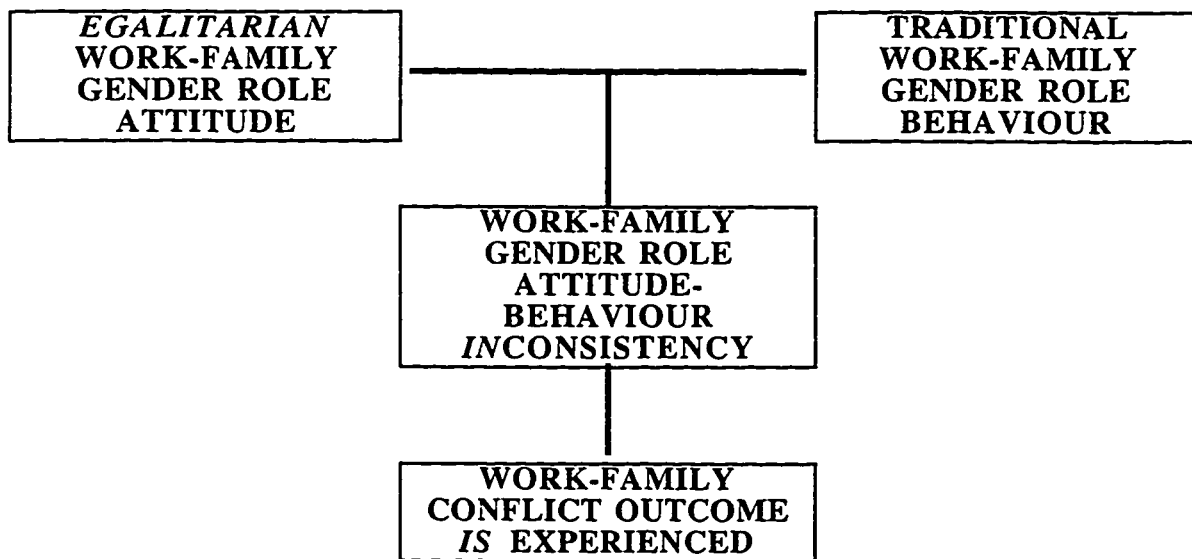 EGALITARIAN
WORK-FAMILY
GENDER ROLE
ATTITUDE
TRADITIONAL
WORK-FAMILY
GENDER ROLE
BEHAVIOUR
WORK-FAMILY
GENDER ROLE
ATTITUDE-
BEHAVIOUR
INCONSISTENCY
WORK-FAMILY
CONFLICT OUTCOME
IS EXPERIENCED